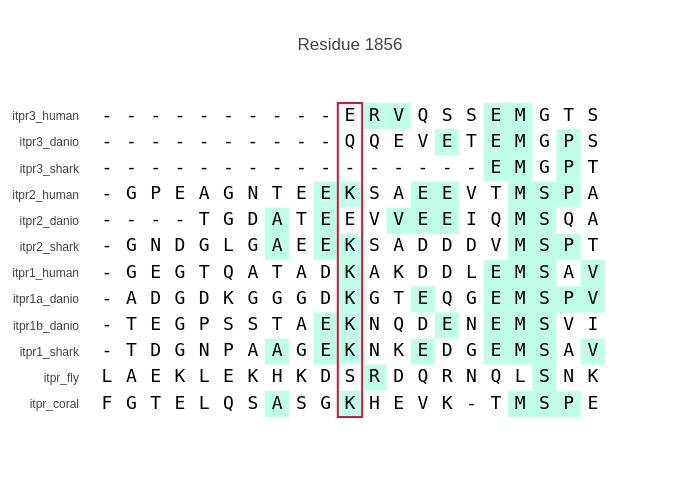 Residue 1856
itpr3_human - - - - - - - - - - E R V Q S S E M G T S
itpr3_danio - - - - - - - - - - Q Q E V E T E M G P S
itpr3_shark - - - - - - - - - - - - - - - - E M G P T
itpr2_human - G P E A G N T E E K S A E E V T M S P A
itpr2_danio - - - - T G D A T E E V V E E I Q M S Q A
itpr2_shark - G N D G L G A E E K S A D D D V M S P T
itpr1_human - G E G T Q A T A D K A K D D L E M S A V
itpr1a_danio - A D G D K G G G D K G T E Q G E M S P V
itpr1b_danio - T E G P S S T A E K N Q D E N E M S V I
itpr1_shark - T D G N P A A G E K N K E D G E M S A V
itpr_fly L A E K L E K H K D S R D Q R N Q L S N K
itpr_coral F G T E L Q S A S G K H E V K - T M S P E